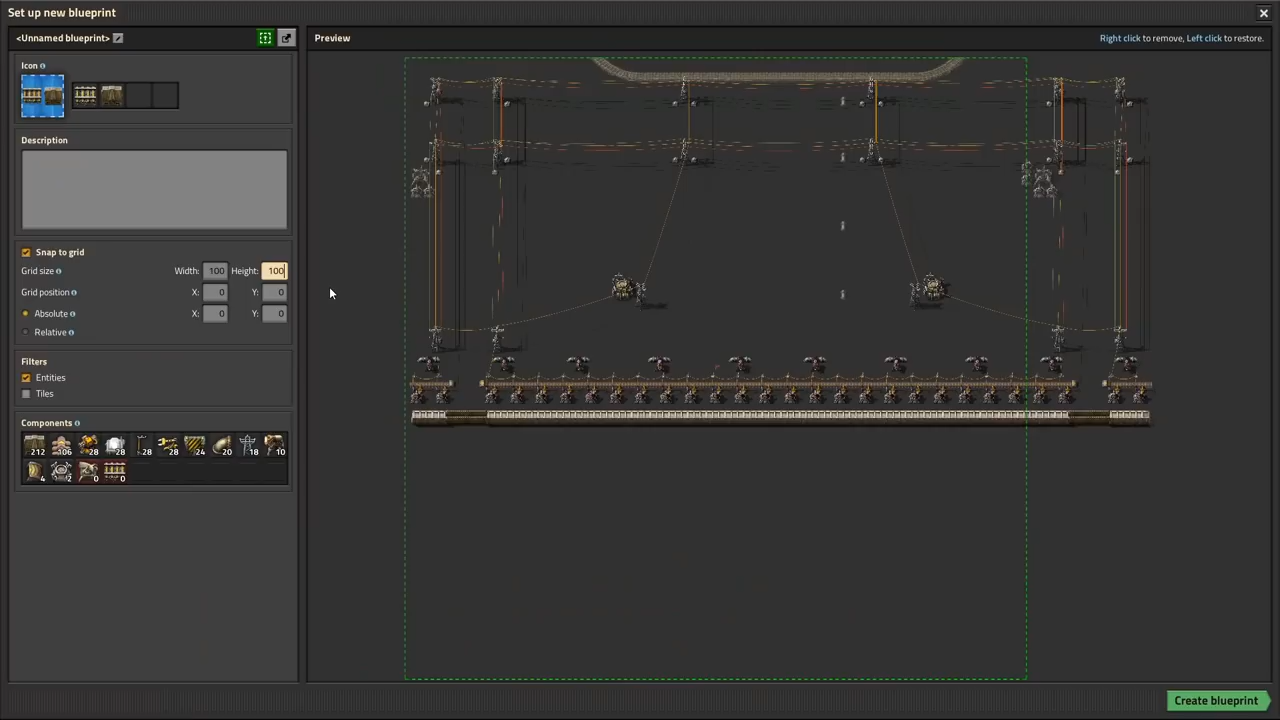 Set up new blueprint
<Unnamed blueprint>
Preview
Right click to remove, Left click to restore.
Icon
Description
Snap to grid
Grid size Width: 100 Height: 100
Grid position X: 0 Y: 0
Absolute X: 0 Y: 0
Relative
Filters
Entities
Tiles
Components
212 106 28 28 28 28 24 20 18 10
4 2 0 0
Create blueprint